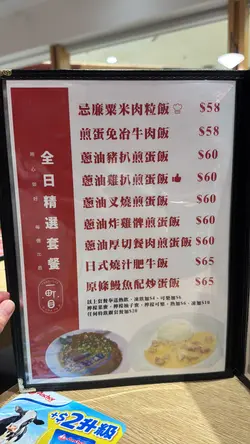 全日精選套餐
一町目
忌廉粟米肉粒飯 $58
煎蛋免治牛肉飯 $58
蔥油豬扒煎蛋飯 $60
蔥油雞扒煎蛋飯 $60
蔥油叉燒煎蛋飯 $60
蔥油炸雞髀煎蛋飯 $60
蔥油厚切餐肉煎蛋飯 $60
日式燒汁肥牛飯 $65
原條鰻魚配炒蛋飯 $65
+$2升級